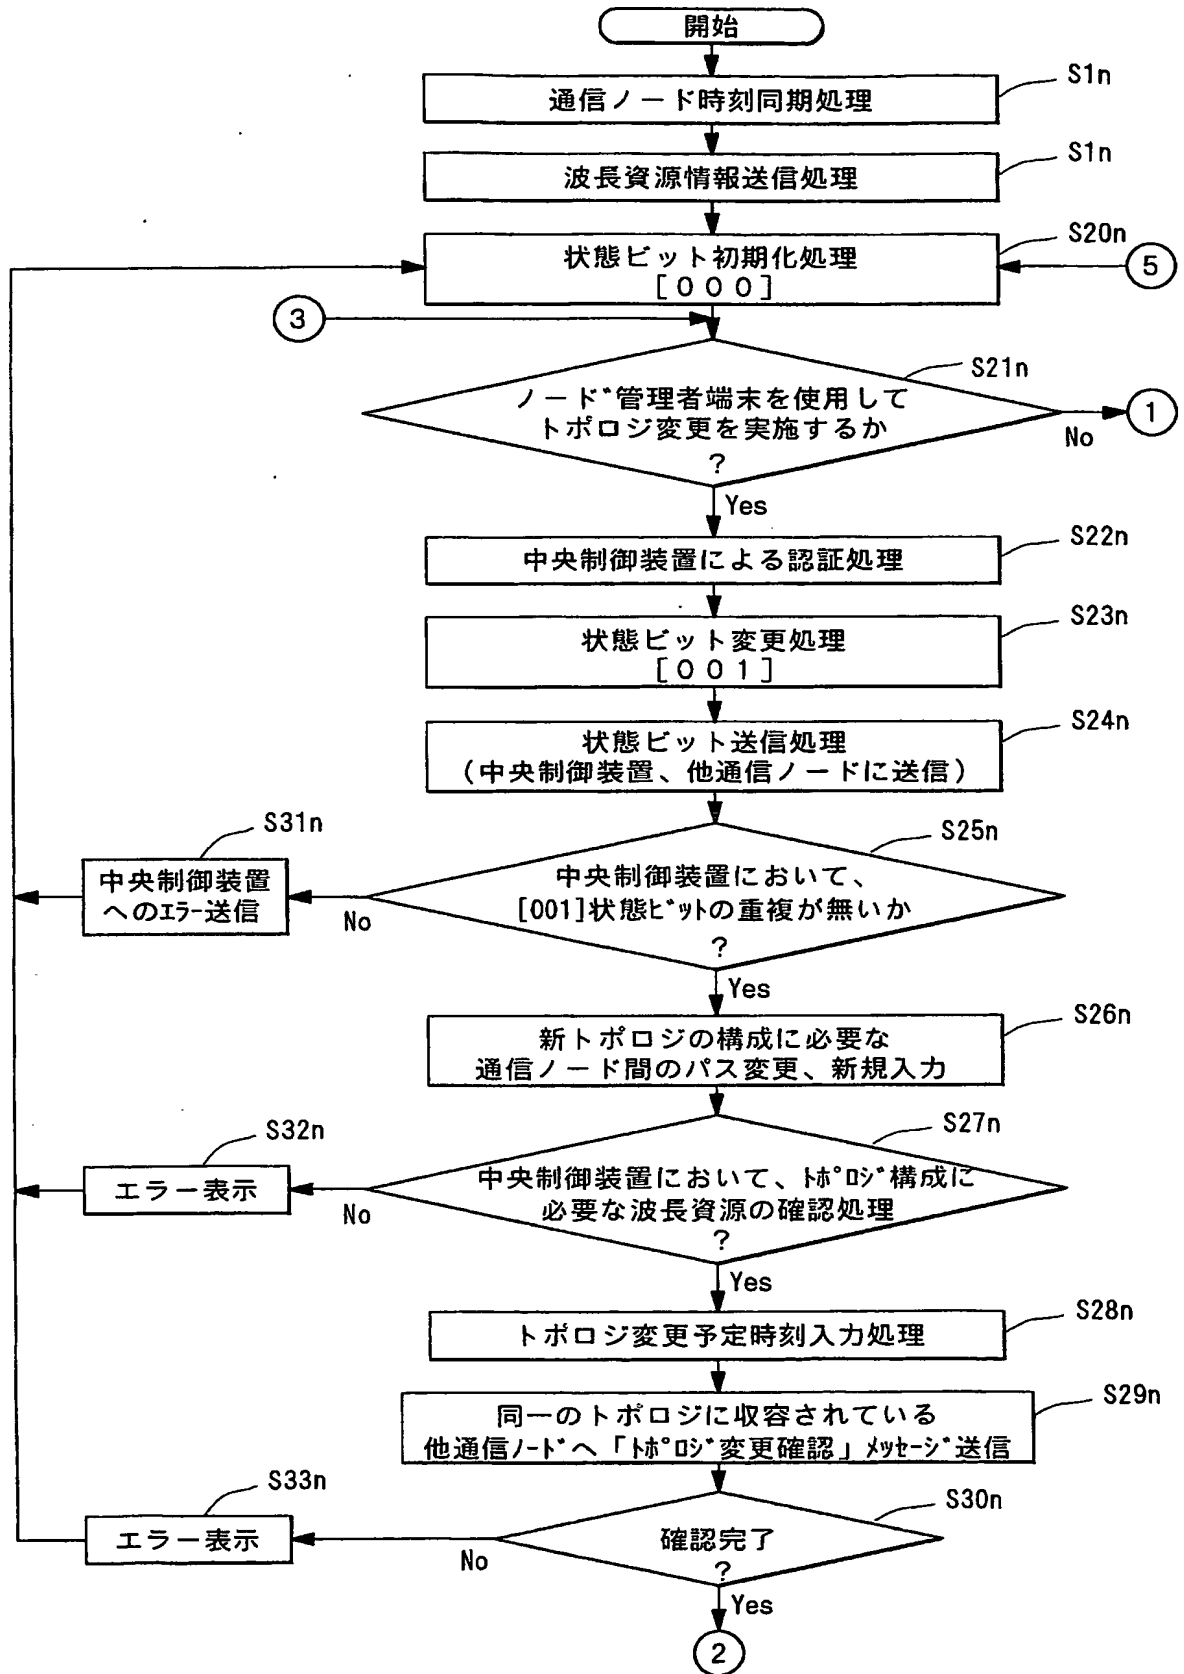 開始
通信ノード時刻同期処理
S1n
波長資源情報送信処理
S1n
状態ビット初期化処理
[000]
S20n
5
3
S21n
ノード管理者端末を使用して
トポロジ変更を実施するか
?
No
1
Yes
中央制御装置による認証処理
S22n
状態ビット変更処理
[001]
S23n
状態ビット送信処理
(中央制御装置、他通信ノードに送信)
S24n
S25n
中央制御装置において、
[001]状態ビットの重複が無いか
?
No
S31n
中央制御装置
へのエラー送信
Yes
新トポロジの構成に必要な
通信ノード間のパス変更、新規入力
S26n
S27n
中央制御装置において、トポロジ構成に
必要な波長資源の確認処理
?
No
S32n
エラー表示
Yes
トポロジ変更予定時刻入力処理
S28n
同一のトポロジに収容されている
他通信ノードへ「トポロジ変更確認」メッセージ送信
S29n
S30n
確認完了
?
No
S33n
エラー表示
Yes
2